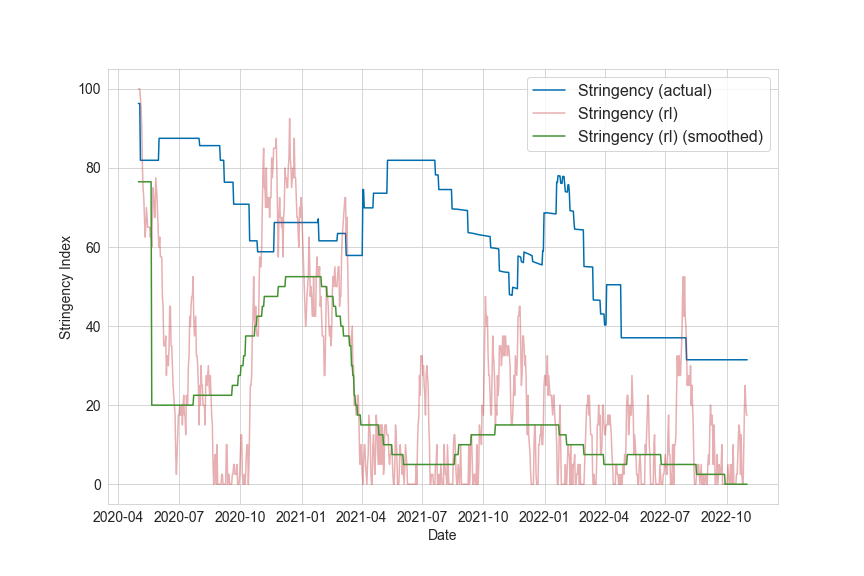 Stringency (actual)
Stringency (rl)
Stringency (rl) (smoothed)
100
80
60
40
20
0
Stringency Index
2020-04 2020-07 2020-10 2021-01 2021-04 2021-07 2021-10 2022-01 2022-04 2022-07 2022-10
Date